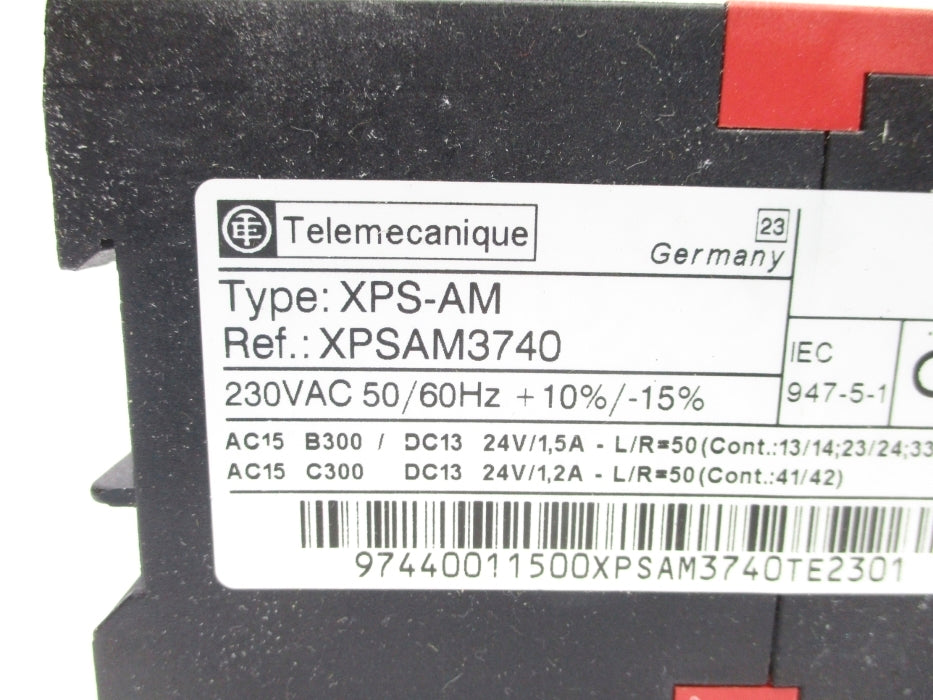 Telemecanique
23
Germany
Type: XPS-AM
Ref.: XPSAM3740
IEC
947-5-1
230VAC 50/60Hz +10%/-15%
AC15 B300 / DC13 24V/1,5A - L/R=50(Cont.:13/14;23/24;33
AC15 C300 DC13 24V/1,2A - L/R=50(Cont.:41/42)
97440011500XPSAM3740TE2301